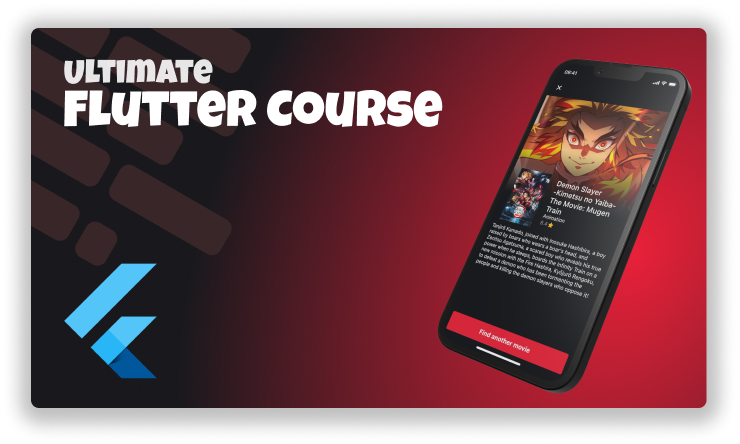 Ultimate
Flutter Course
09:41
Demon Slayer
-Kimetsu no Yaiba-
The Movie: Mugen
Train
Animation
8.4
Tanjirō Kamado, joined with Inosuke Hashibira, a boy
raised by boars who wears a boar's head, and
Zenitsu Agatsuma, a scared boy who reveals his true
power when he sleeps, boards the Infinity Train on a
new mission with the Fire Hashira, Kyōjurō Rengoku,
to defeat a demon who has been tormenting the
people and killing the demon slayers who oppose it!
Find another movie